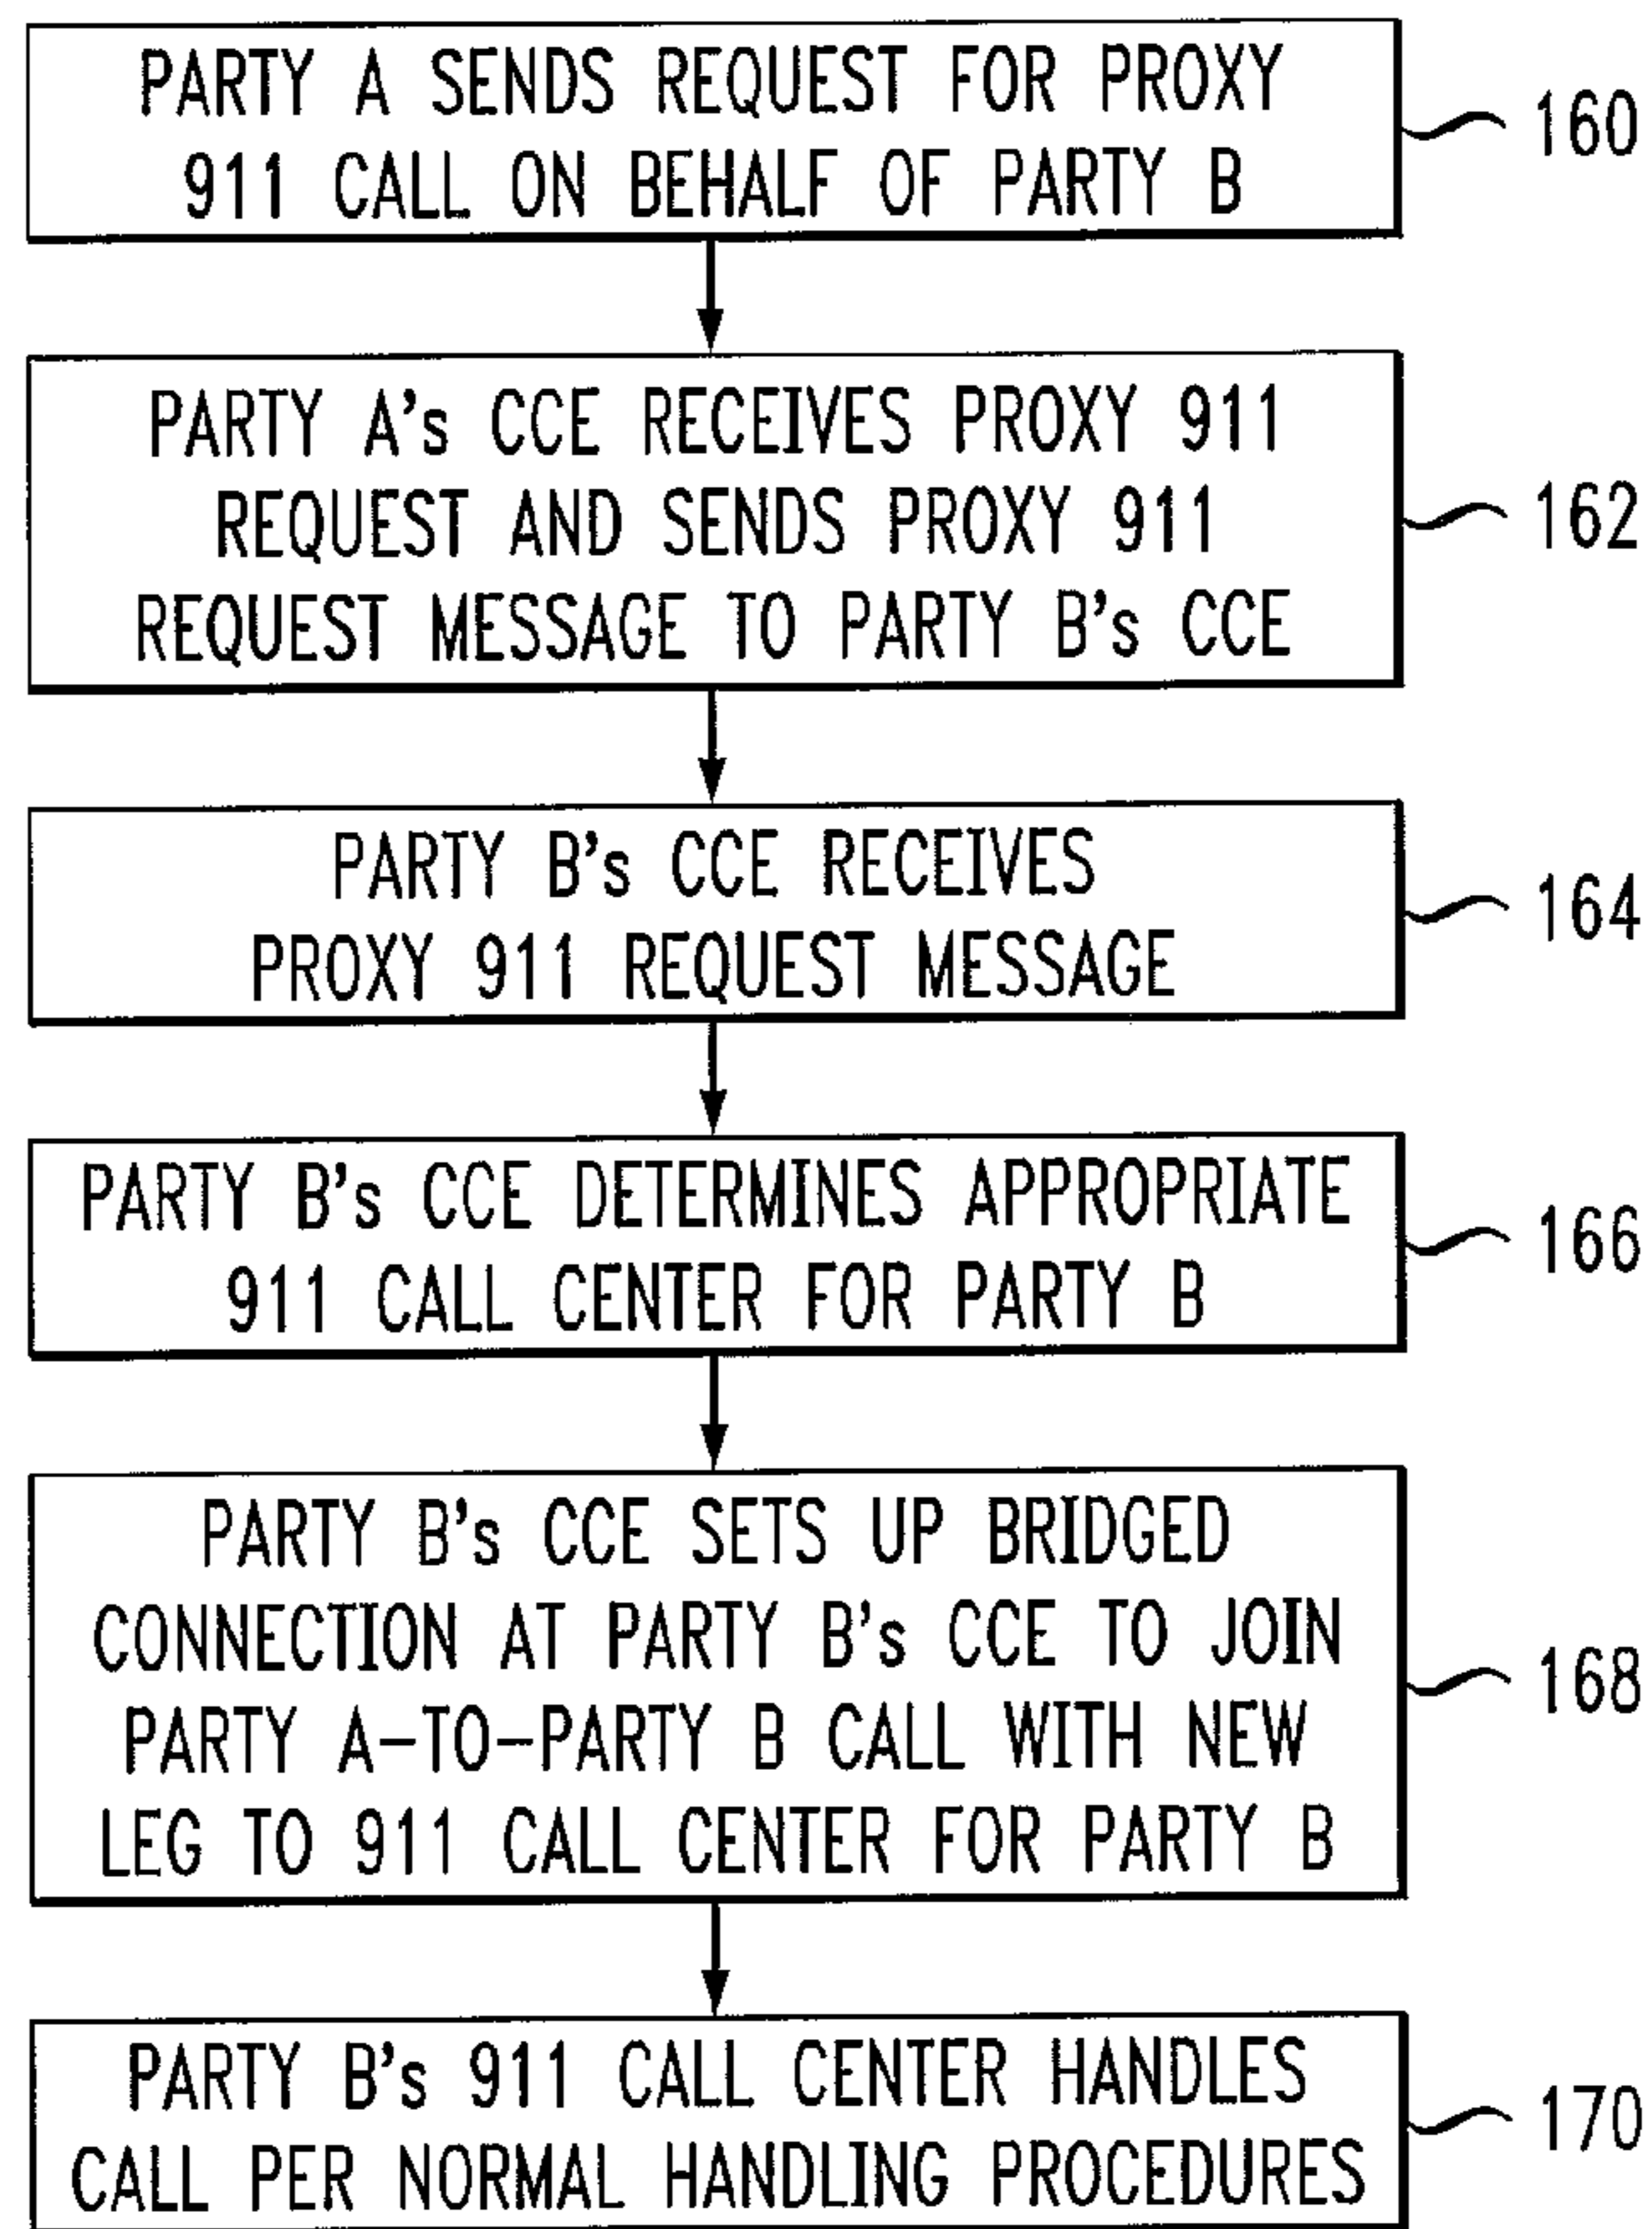 PARTY A SENDS REQUEST FOR PROXY
911 CALL ON BEHALF OF PARTY B
160
PARTY A's CCE RECEIVES PROXY 911
REQUEST AND SENDS PROXY 911
REQUEST MESSAGE TO PARTY B's CCE
162
PARTY B's CCE RECEIVES
PROXY 911 REQUEST MESSAGE
164
PARTY B's CCE DETERMINES APPROPRIATE
911 CALL CENTER FOR PARTY B
166
PARTY B's CCE SETS UP BRIDGED
CONNECTION AT PARTY B's CCE TO JOIN
PARTY A-TO-PARTY B CALL WITH NEW
LEG TO 911 CALL CENTER FOR PARTY B
168
PARTY B's 911 CALL CENTER HANDLES
CALL PER NORMAL HANDLING PROCEDURES
170